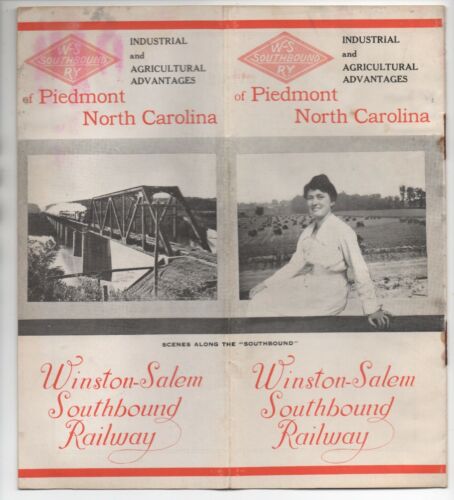 W-S
SOUTHBOUND
RY
INDUSTRIAL
and
AGRICULTURAL
ADVANTAGES
of Piedmont
North Carolina
W-S
SOUTHBOUND
RY
INDUSTRIAL
and
AGRICULTURAL
ADVANTAGES
of Piedmont
North Carolina
SCENES ALONG THE "SOUTHBOUND"
Winston-Salem
Southbound
Railway
Winston-Salem
Southbound
Railway